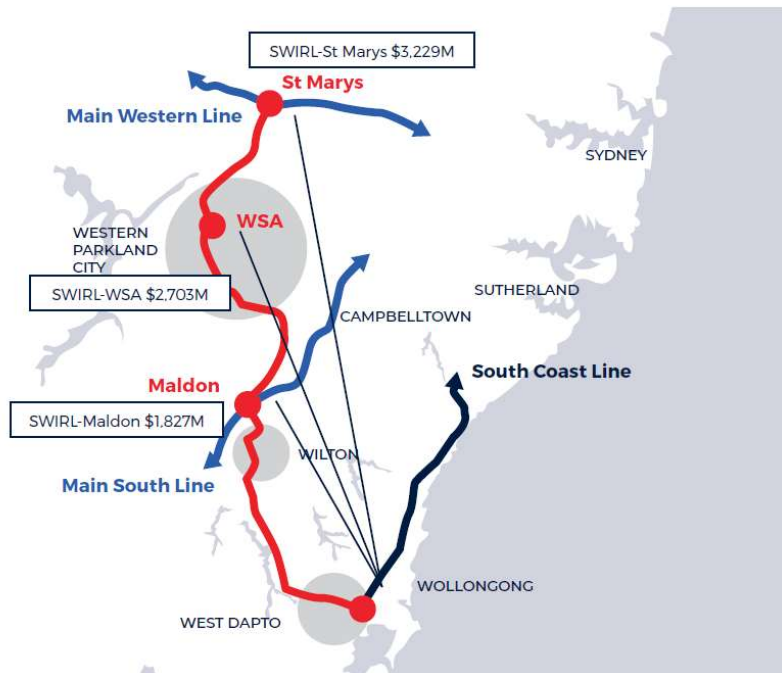 SWIRL-St Marys $3,229M
St Marys
Main Western Line
SYDNEY
WSA
WESTERN
PARKLAND
CITY
SWIRL-WSA $2,703M
SUTHERLAND
CAMPBELLTOWN
South Coast Line
Maldon
SWIRL-Maldon $1,827M
WILTON
Main South Line
WOLLONGONG
WEST DAPTO